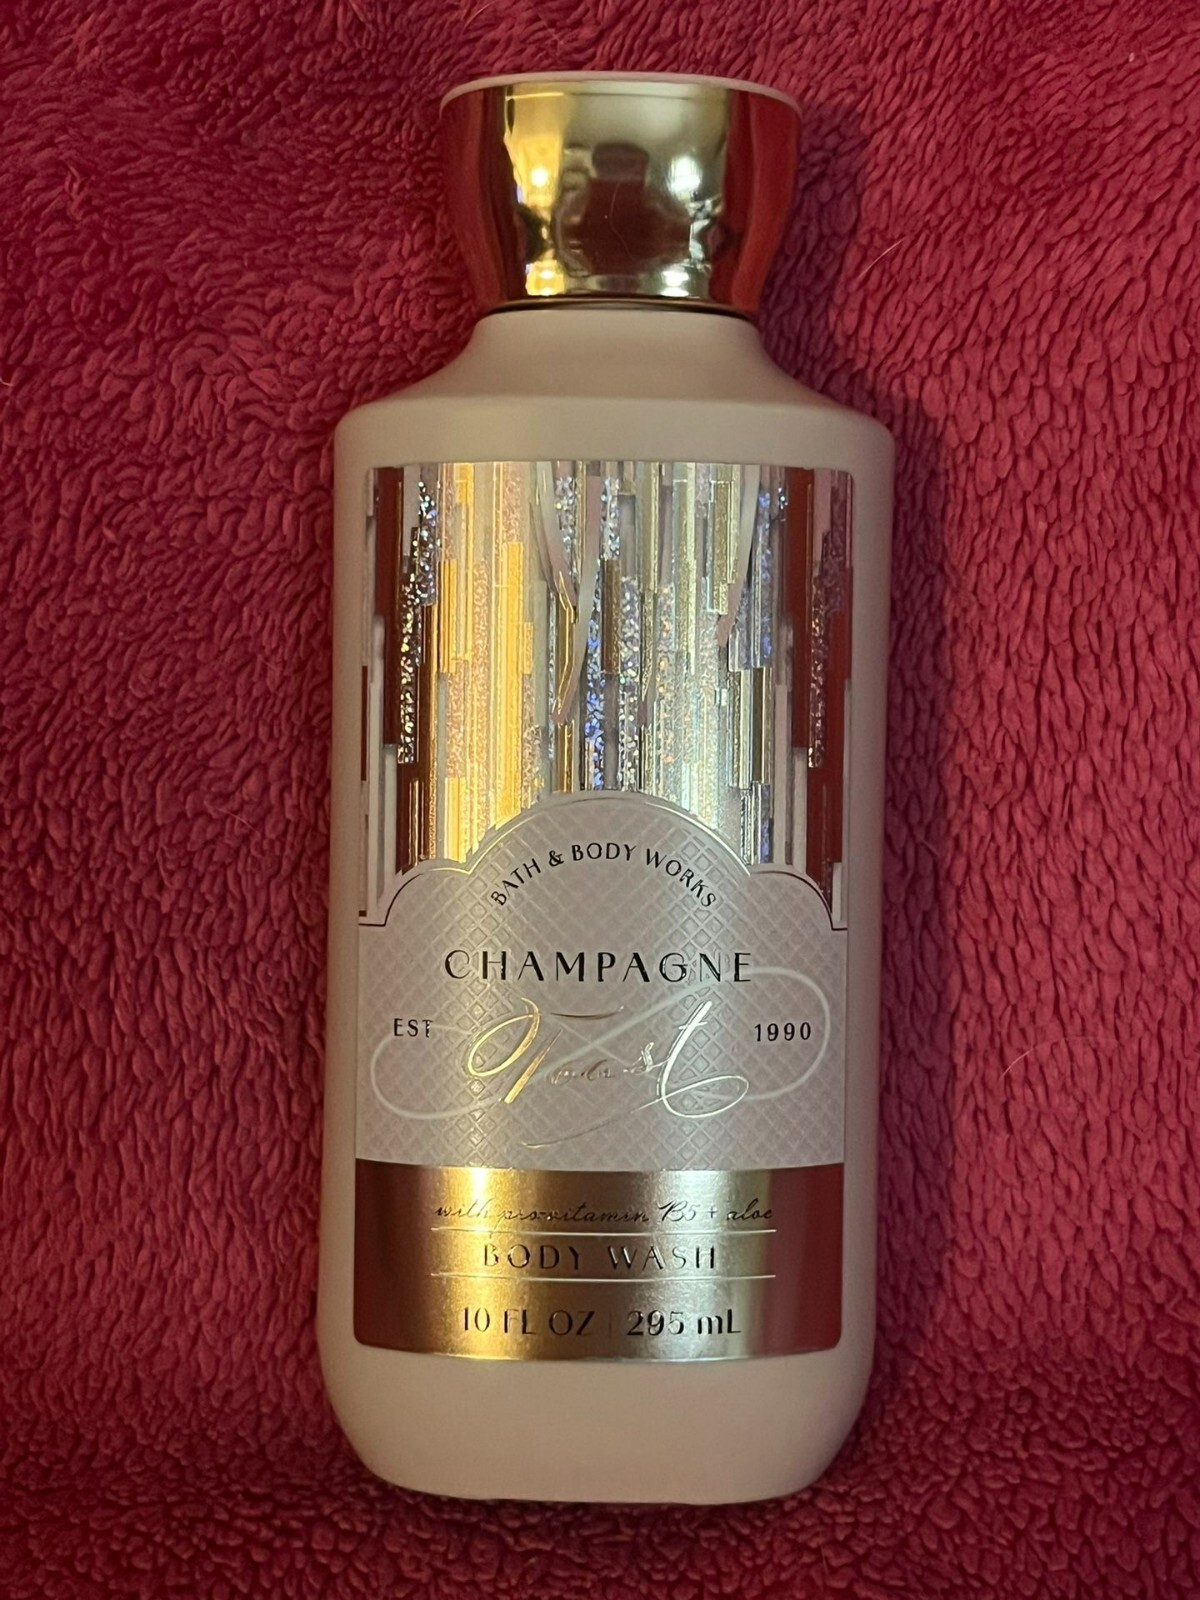 BATH & BODY WORKS
CHAMPAGNE
EST Toast 1990
with pro-vitamin B5 + aloe
BODY WASH
10 FL OZ | 295 mL